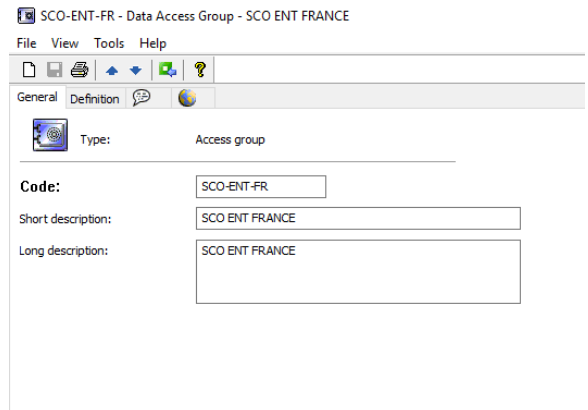 SCO-ENT-FR - Data Access Group - SCO ENT FRANCE
File View Tools Help
General Definition
Type: Access group
Code: SCO-ENT-FR
Short description: SCO ENT FRANCE
Long description: SCO ENT FRANCE